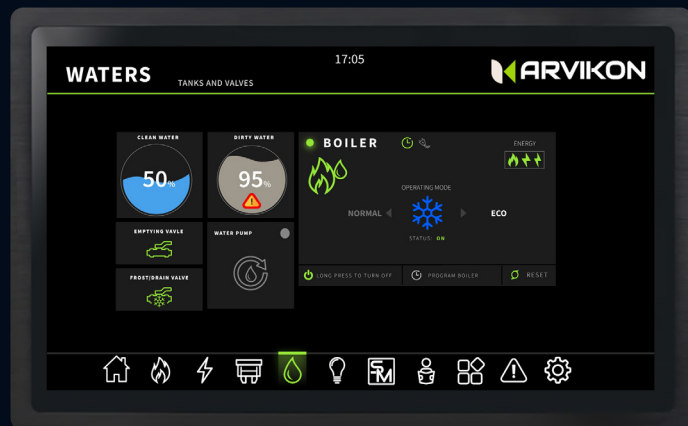 17:05
WATERS
TANKS AND VALVES
ARVIKON
CLEAN WATER
50%
DIRTY WATER
95%
EMPTYING VAVLE
FROST/DRAIN VALVE
WATER PUMP
BOILER
ENERGY
OPERATING MODE
NORMAL
ECO
STATUS: ON
LONG PRESS TO TURN OFF
PROGRAM BOILER
RESET
SM